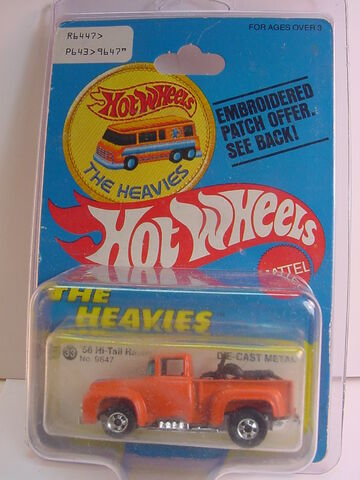 R6447>
P643>9647"
FOR AGES OVER 3
Hot Wheels
THE HEAVIES
EMBROIDERED
PATCH OFFER.
SEE BACK!
Hot Wheels
MATTEL
THE
HEAVIES
33
56 Hi-Tail Hauler
No. 9647
DIE-CAST METAL